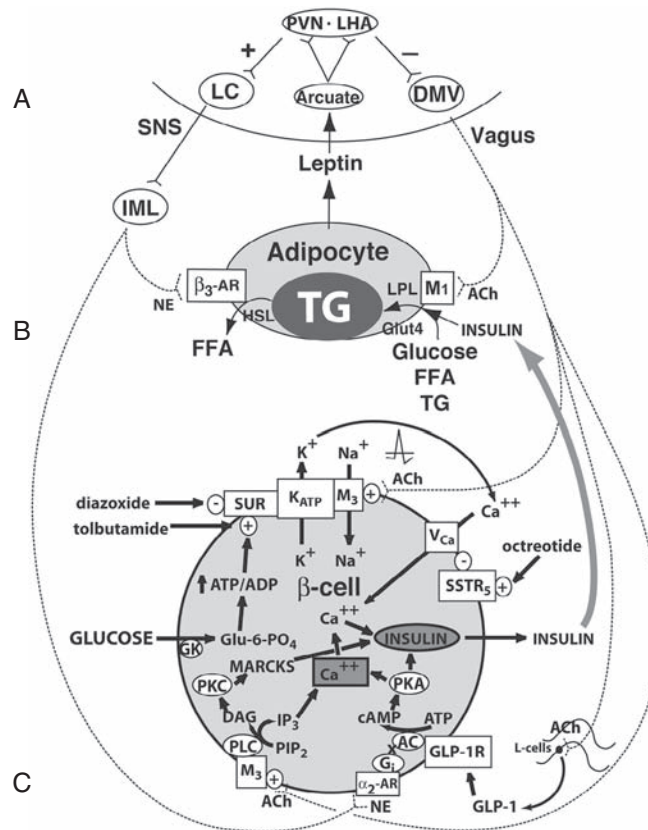 PVN · LHA
+
−
A
LC
Arcuate
DMV
SNS
Vagus
Leptin
IML
Adipocyte
β3-AR
LPL
M1
NE
TG
ACh
HSL
Glut4
INSULIN
B
FFA
Glucose
FFA
TG
K+
Na+
ACh
diazoxide
-
SUR
KATP
M3
+
Ca++
tolbutamide
+
VCa
octreotide
K+
Na+
-
ATP/ADP
β-cell
SSTR5
+
Ca++
GLUCOSE
Glu-6-PO4
INSULIN
INSULIN
GK
MARCKS
PKC
Ca++
PKA
DAG
IP3
cAMP
ATP
ACh
PLC
PIP2
X
AC
GLP-1R
L-cells
Gi
M3
+
C
ACh
α2-AR
NE
GLP-1